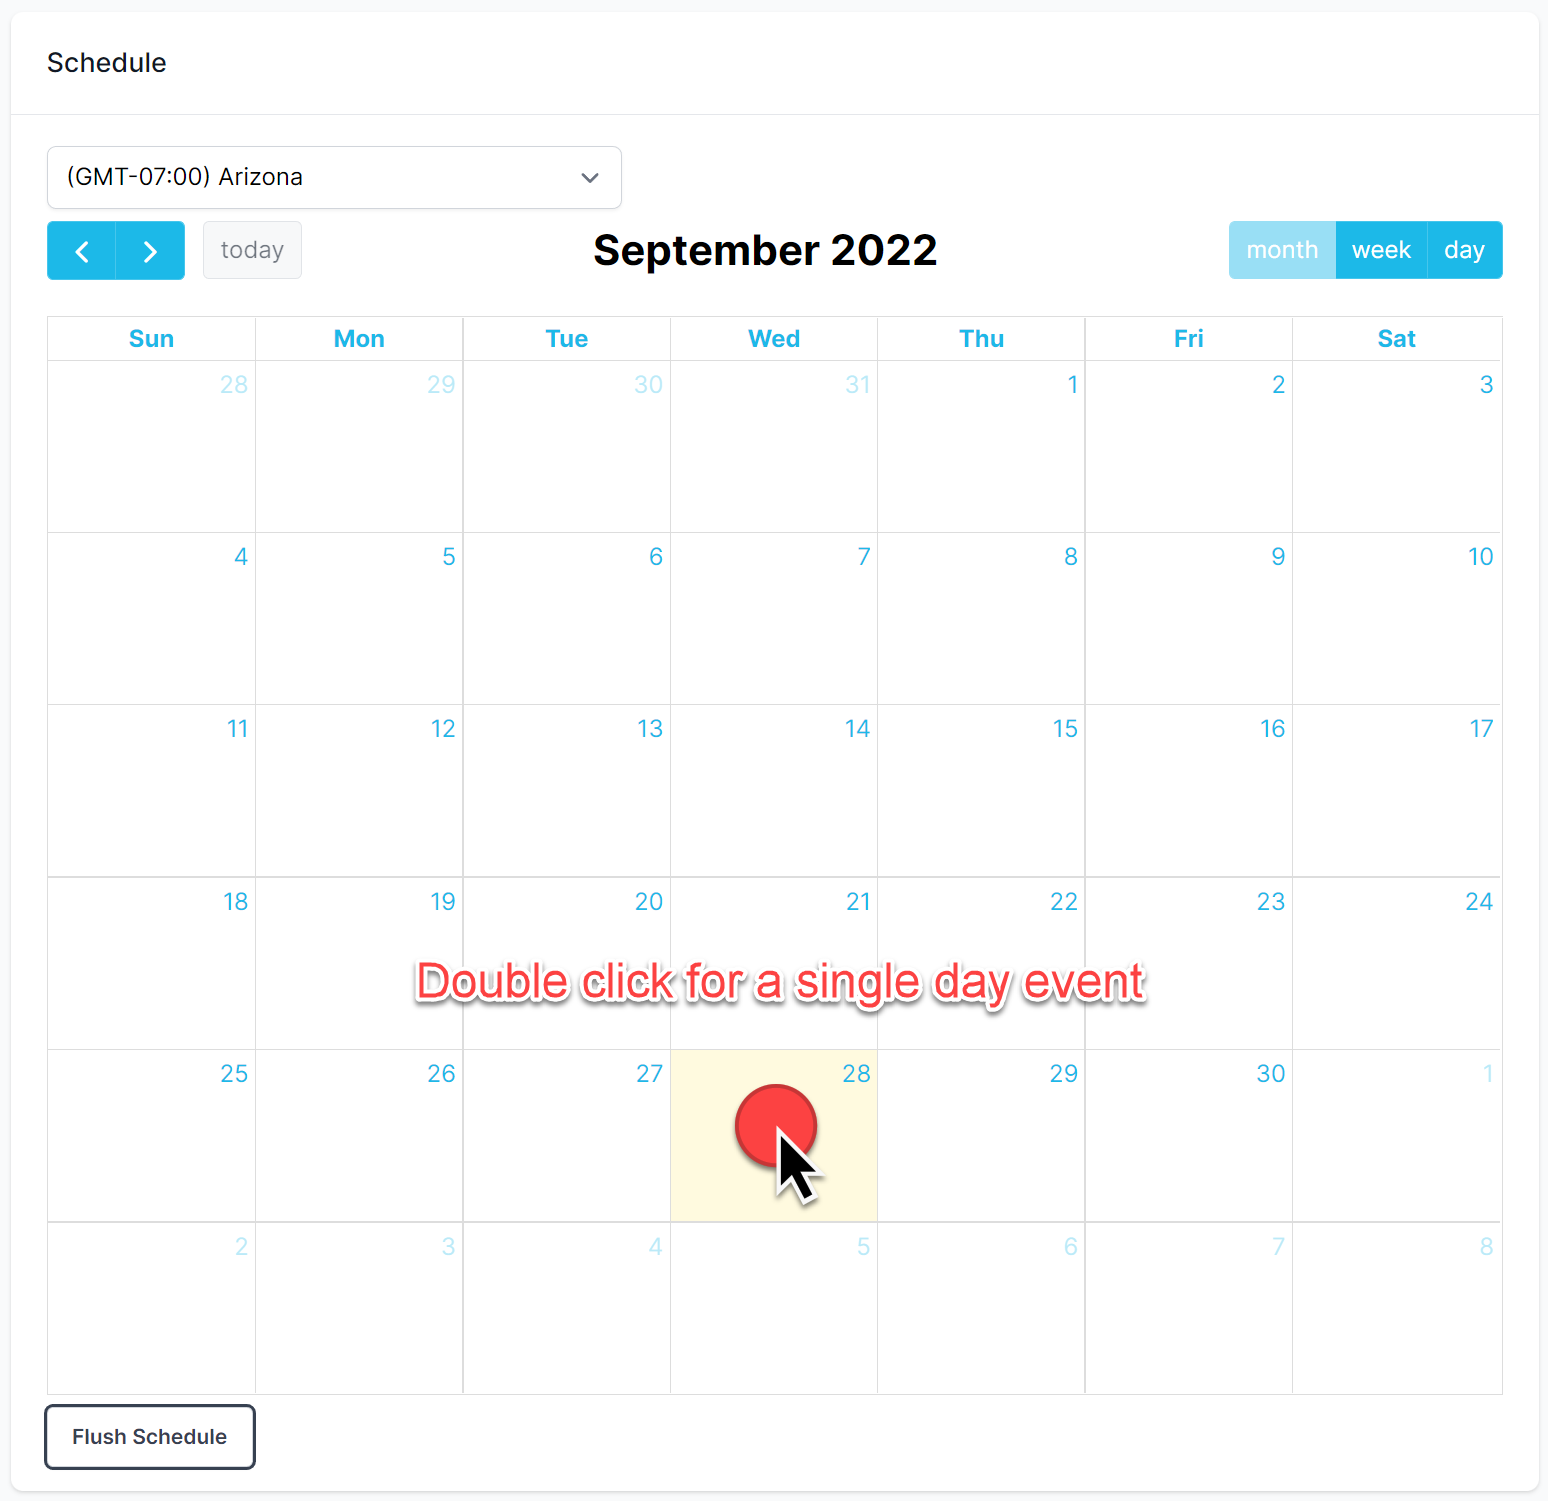 Schedule
(GMT-07:00) Arizona
today
September 2022
month week day
Sun Mon Tue Wed Thu Fri Sat
28 29 30 31 1 2 3
4 5 6 7 8 9 10
11 12 13 14 15 16 17
18 19 20 21 22 23 24
Double click for a single day event
25 26 27 28 29 30 1
2 3 4 5 6 7 8
Flush Schedule